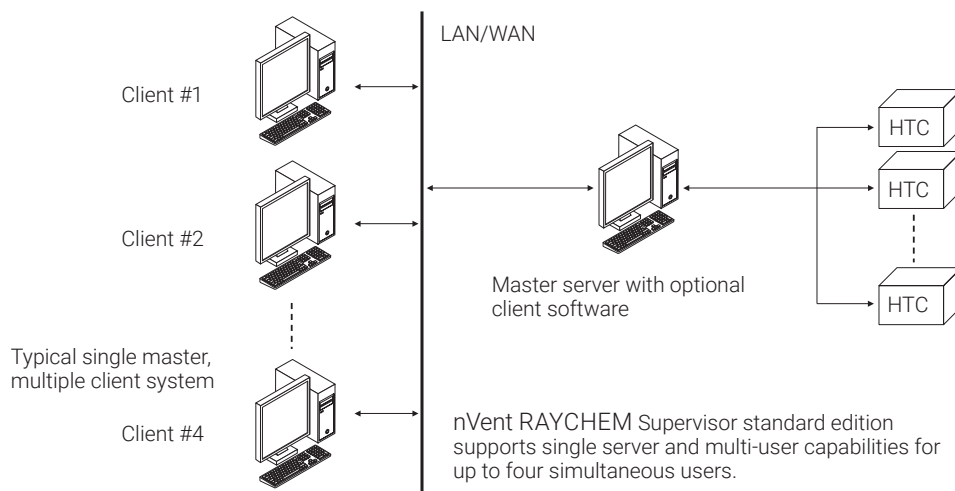 LAN/WAN
Client #1
HTC
HTC
Client #2
Master server with optional
client software
HTC
Typical single master,
multiple client system
Client #4
nVent RAYCHEM Supervisor standard edition
supports single server and multi-user capabilities for
up to four simultaneous users.